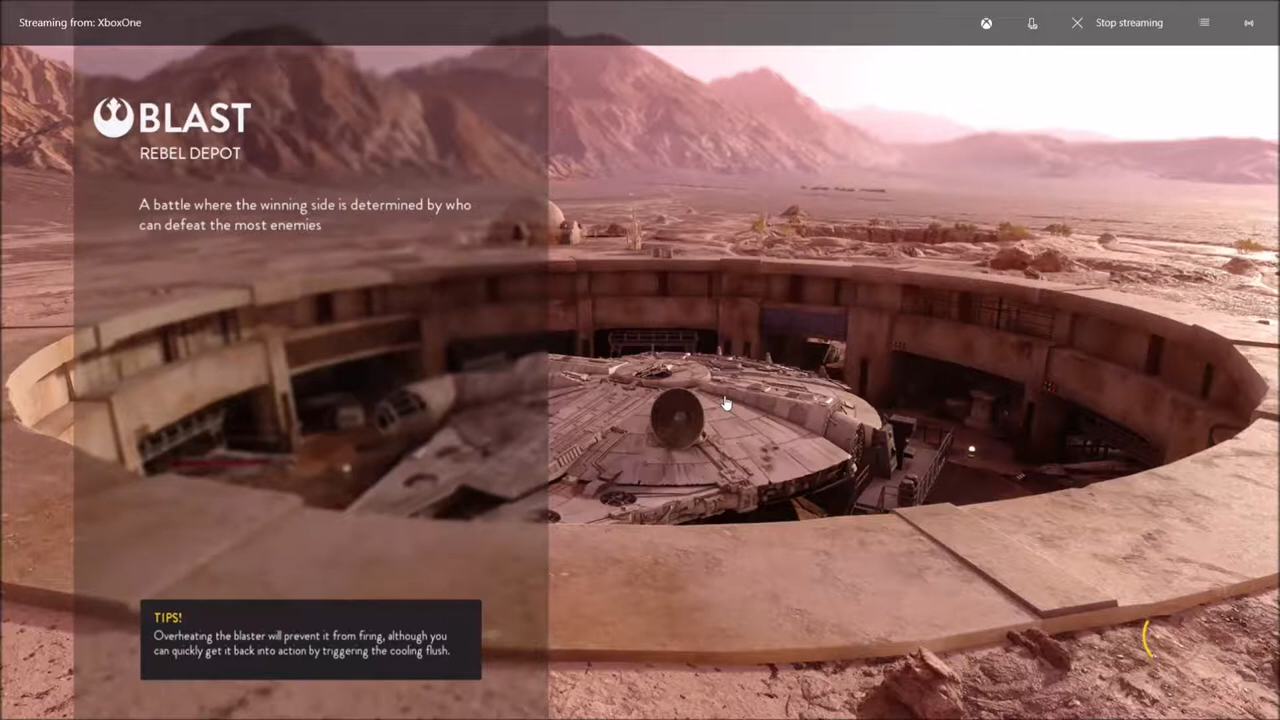 Streaming from: XboxOne
Stop streaming
BLAST
REBEL DEPOT
A battle where the winning side is determined by who
can defeat the most enemies
TIPS!
Overheating the blaster will prevent it from firing, although you
can quickly get it back into action by triggering the cooling flush.